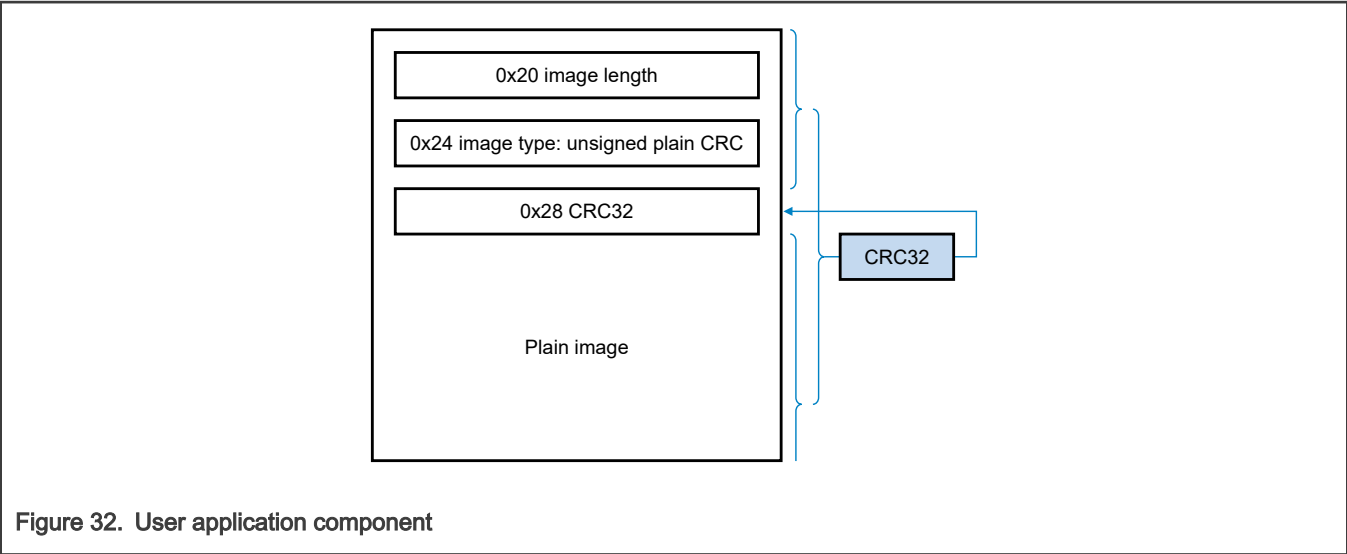 0x20 image length
0x24 image type: unsigned plain CRC
0x28 CRC32
CRC32
Plain image
Figure 32. User application component